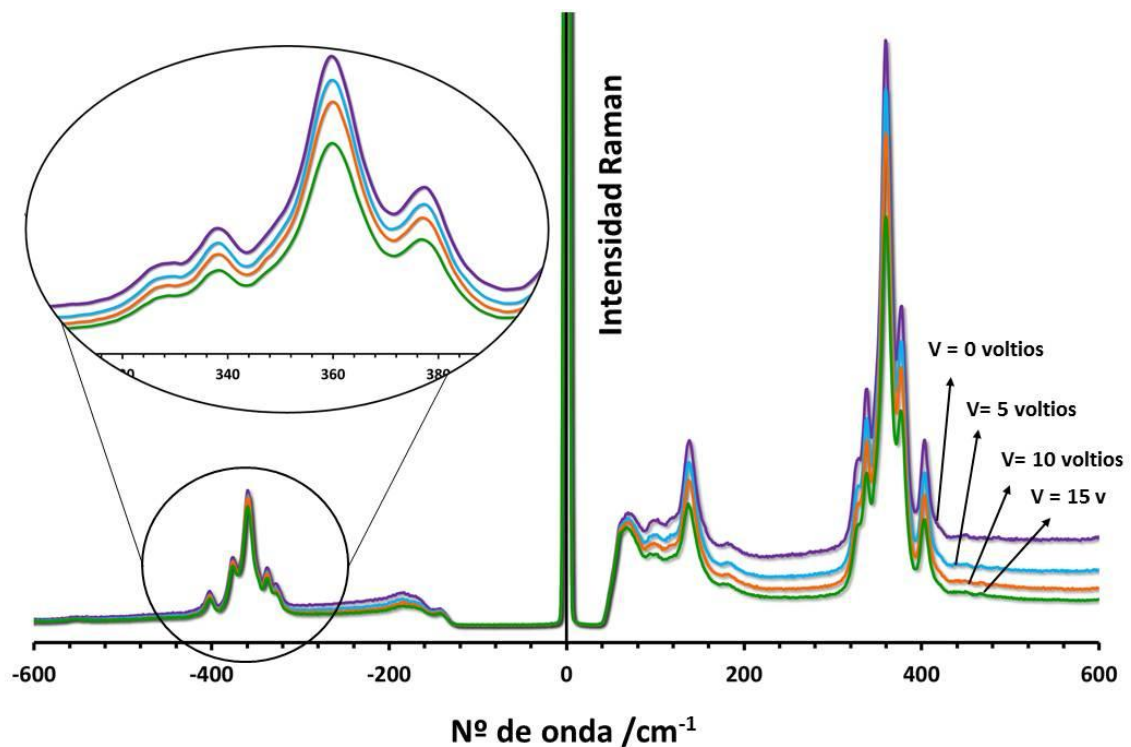 Intensidad Raman
340
360
380
V = 0 voltios
V= 5 voltios
V= 10 voltios
V = 15 v
-600
-400
-200
0
200
400
600
Nº de onda /cm-1